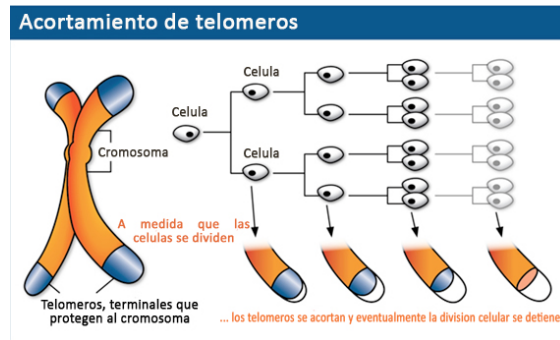 Acortamiento de telomeros
Celula
Celula
Cromosoma
Celula
A medida que las
celulas se dividen
Telomeros, terminales que
protegen al cromosoma
... los telomeros se acortan y eventualmente la division celular se detiene